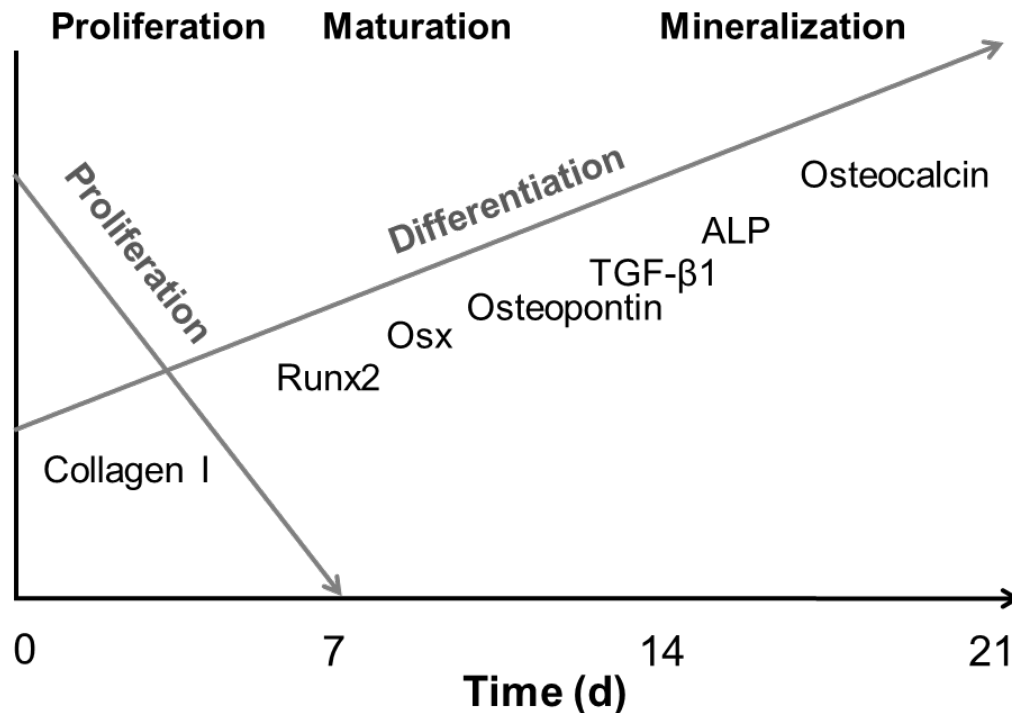 Proliferation Maturation Mineralization
Proliferation
Differentiation
Osteocalcin
ALP
TGF-β1
Osteopontin
Osx
Runx2
Collagen I
0 7 14 21
Time (d)